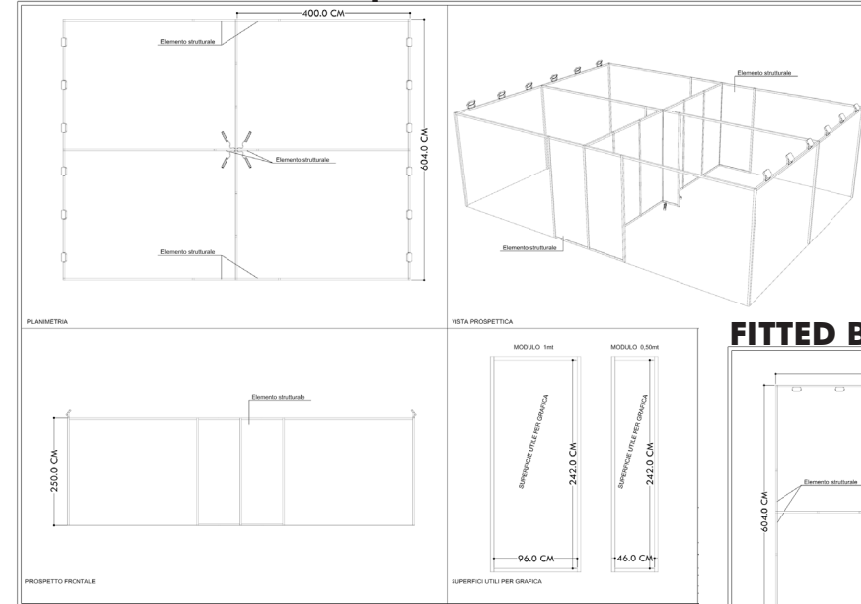 400.0 CM
Elemento strutturale
604.0 CM
Elementostrutturale
Elemento strutturale
PLANIMETRIA
Elemento strutturale
Elementostrutturale
VISTA PROSPETTICA
Elemento strutturale
250.0 CM
PROSPETTO FRONTALE
MODULO 1mt
MODULO 0,50mt
SUPERFICIE UTILE PER GRAFICA
242.0 CM
96.0 CM
SUPERFICIE UTILE PER GRAFICA
242.0 CM
46.0 CM
SUPERFICI UTILI PER GRAFICA
FITTED B
604.0 CM
Elemento strutturale